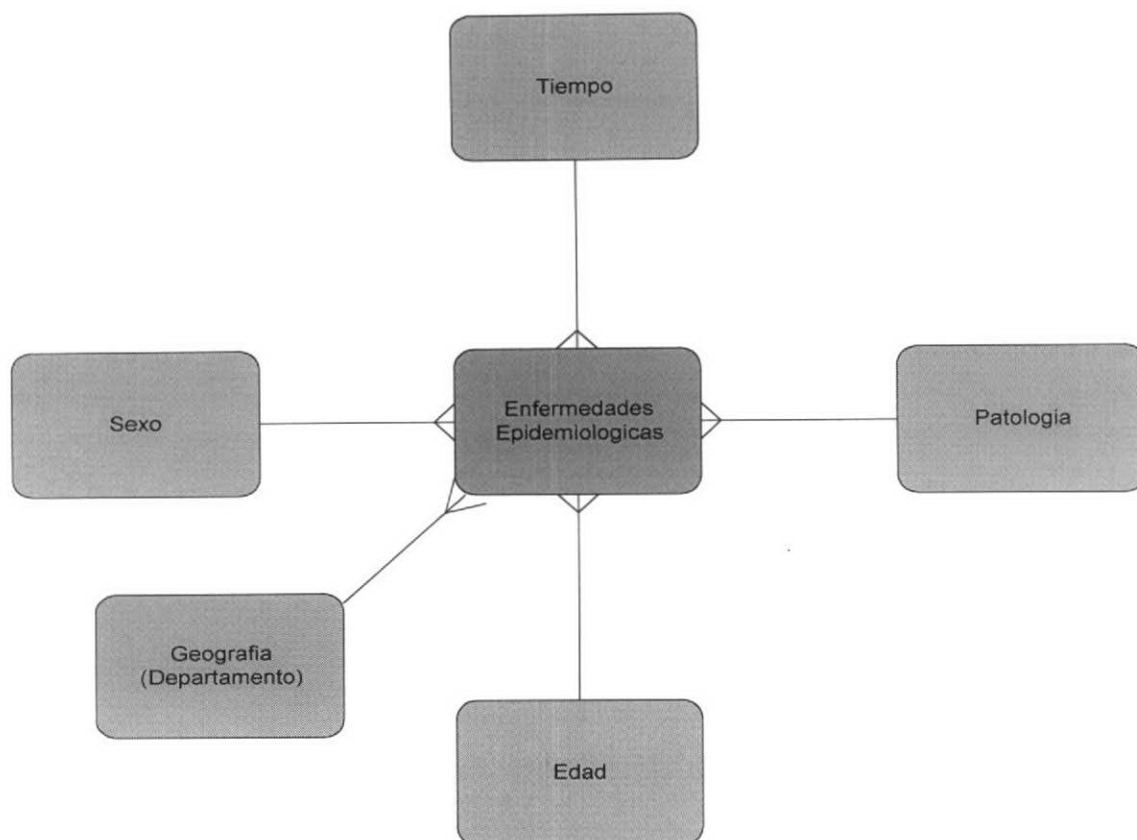 Tiempo
Sexo
Enfermedades
Epidemiologicas
Patologia
Geografia
(Departamento)
Edad